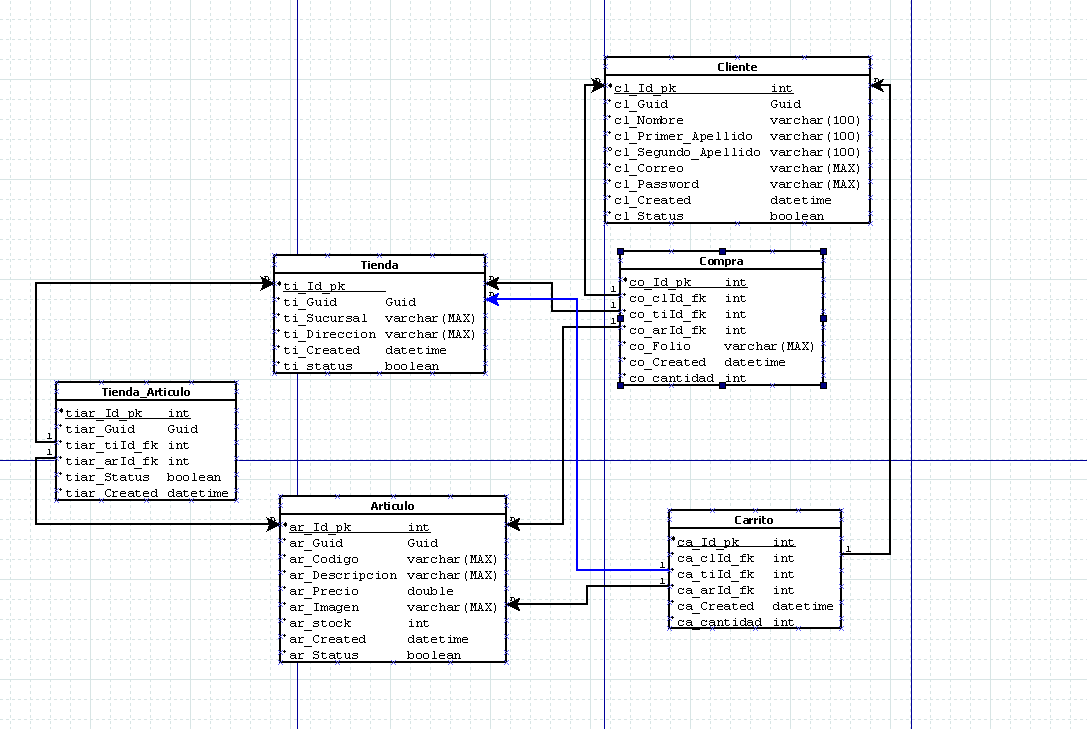 Cliente
cl_Id_pk int
cl_Guid Guid
cl_Nombre varchar(100)
cl_Primer_Apellido varchar(100)
cl_Segundo_Apellido varchar(100)
cl_Correo varchar(MAX)
cl_Password varchar(MAX)
cl_Created datetime
cl_Status boolean
Tienda
ti_Id_pk
ti_Guid Guid
ti_Sucursal varchar(MAX)
ti_Direccion varchar(MAX)
ti_Created datetime
ti_status boolean
Compra
co_Id_pk int
1 co_clId_fk int
1 co_tiId_fk int
1 co_arId_fk int
co_Folio varchar(MAX)
co_Created datetime
co_cantidad int
Tienda_Articulo
tiar_Id_pk int
tiar_Guid Guid
1 tiar_tiId_fk int
1 tiar_arId_fk int
tiar_Status boolean
tiar_Created datetime
Articulo
ar_Id_pk int
ar_Guid Guid
ar_Codigo varchar(MAX)
ar_Descripcion varchar(MAX)
ar_Precio double
ar_Imagen varchar(MAX)
ar_stock int
ar_Created datetime
ar_Status boolean
Carrito
ca_Id_pk int
ca_clId_fk int 1
1 ca_tiId_fk int
1 ca_arId_fk int
ca_Created datetime
ca_cantidad int